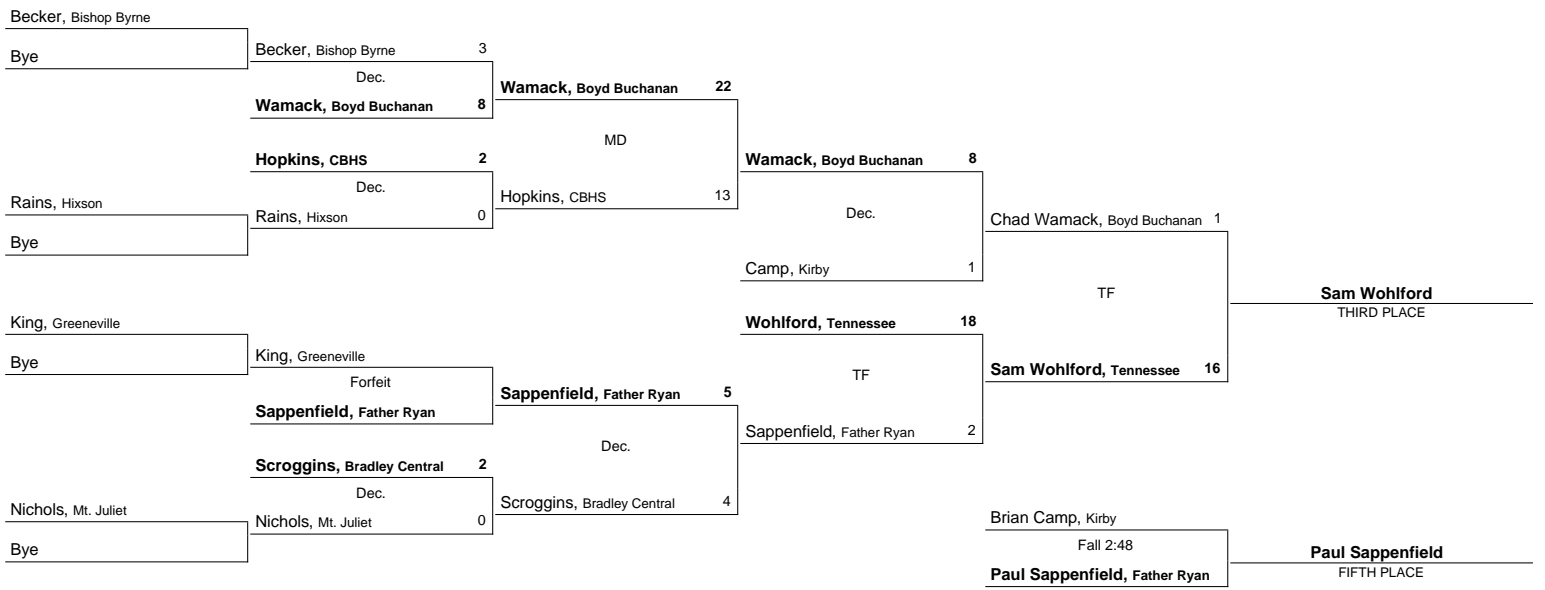 Becker, Bishop Byrne
Bye
Rains, Hixson
Bye
King, Greeneville
Bye
Nichols, Mt. Juliet
Bye
Becker, Bishop Byrne 3
Dec.
Wamack, Boyd Buchanan 8
Hopkins, CBHS 2
Dec.
Rains, Hixson 0
King, Greeneville
Forfeit
Sappenfield, Father Ryan
Scroggins, Bradley Central 2
Dec.
Nichols, Mt. Juliet 0
Wamack, Boyd Buchanan 22
MD
Hopkins, CBHS 13
Sappenfield, Father Ryan 5
Dec.
Scroggins, Bradley Central 4
Wamack, Boyd Buchanan 8
Dec.
Camp, Kirby 1
Wohlford, Tennessee 18
TF
Sappenfield, Father Ryan 2
Chad Wamack, Boyd Buchanan 1
TF
Sam Wohlford, Tennessee 16
Sam Wohlford
THIRD PLACE
Brian Camp, Kirby
Fall 2:48
Paul Sappenfield, Father Ryan
Paul Sappenfield
FIFTH PLACE